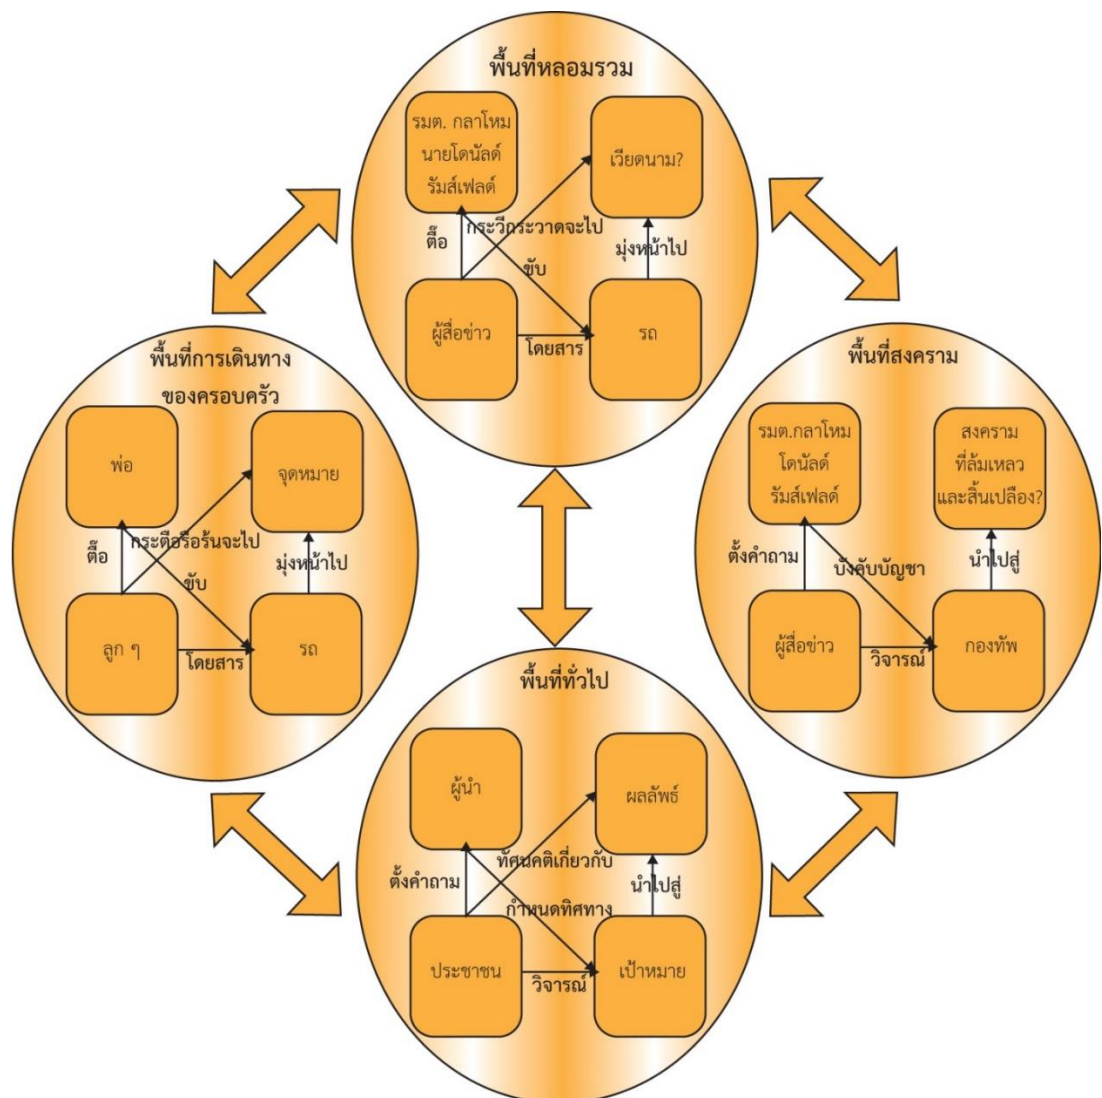 พื้นที่หลอมรวม
รมต. กลาโหม
นายโดนัลด์
รัมส์เฟลด์
เวียดนาม?
ตื๊อ
กระวีกระวาดจะไป
ขับ
มุ่งหน้าไป
ผู้สื่อข่าว
โดยสาร
รถ
พื้นที่การเดินทาง
ของครอบครัว
พ่อ
จุดหมาย
ตื๊อ
กระตือรือร้นจะไป
ขับ
มุ่งหน้าไป
ลูก ๆ
โดยสาร
รถ
พื้นที่สงคราม
รมต.กลาโหม
โดนัลด์
รัมส์เฟลด์
สงคราม
ที่ล้มเหลว
และสิ้นเปลือง?
ตั้งคำถาม
บังคับบัญชา
นำไปสู่
ผู้สื่อข่าว
วิจารณ์
กองทัพ
พื้นที่ทั่วไป
ผู้นำ
ผลลัพธ์
ตั้งคำถาม
ทัศนคติเกี่ยวกับ
กำหนดทิศทาง
นำไปสู่
ประชาชน
วิจารณ์
เป้าหมาย